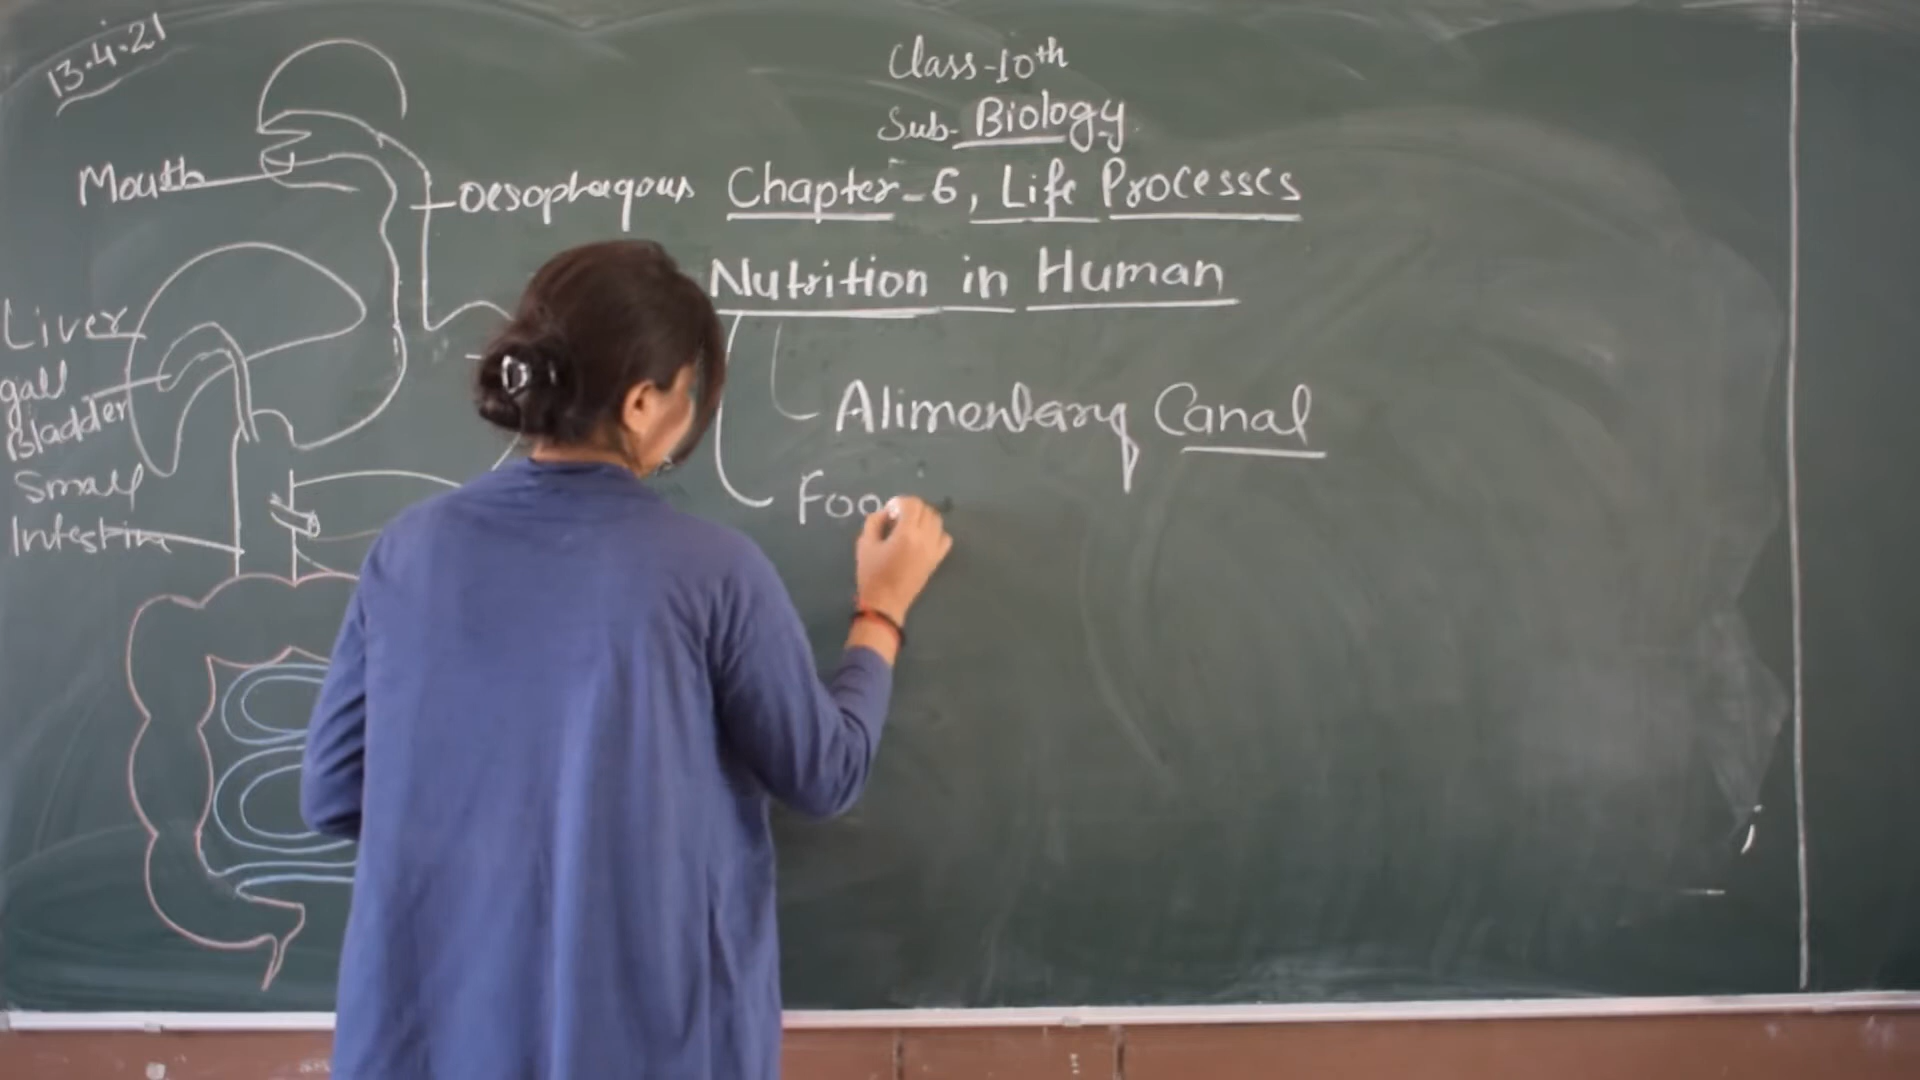 13.4.21
Class-10th
Sub- Biology
Chapter-6, Life Processes
Nutrition in Human
Alimentary Canal
Foo
Mouth
Oesophagous
Liver
gall
Bladder
Small
Intestine